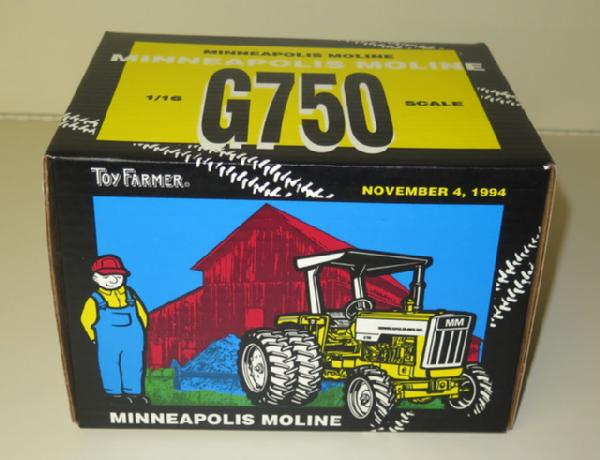 MINNEAPOLIS MOLINE
MINNEAPOLIS MOLINE
1/16 G750 SCALE
TOY FARMER
NOVEMBER 4, 1994
MM
MINNEAPOLIS MOLINE